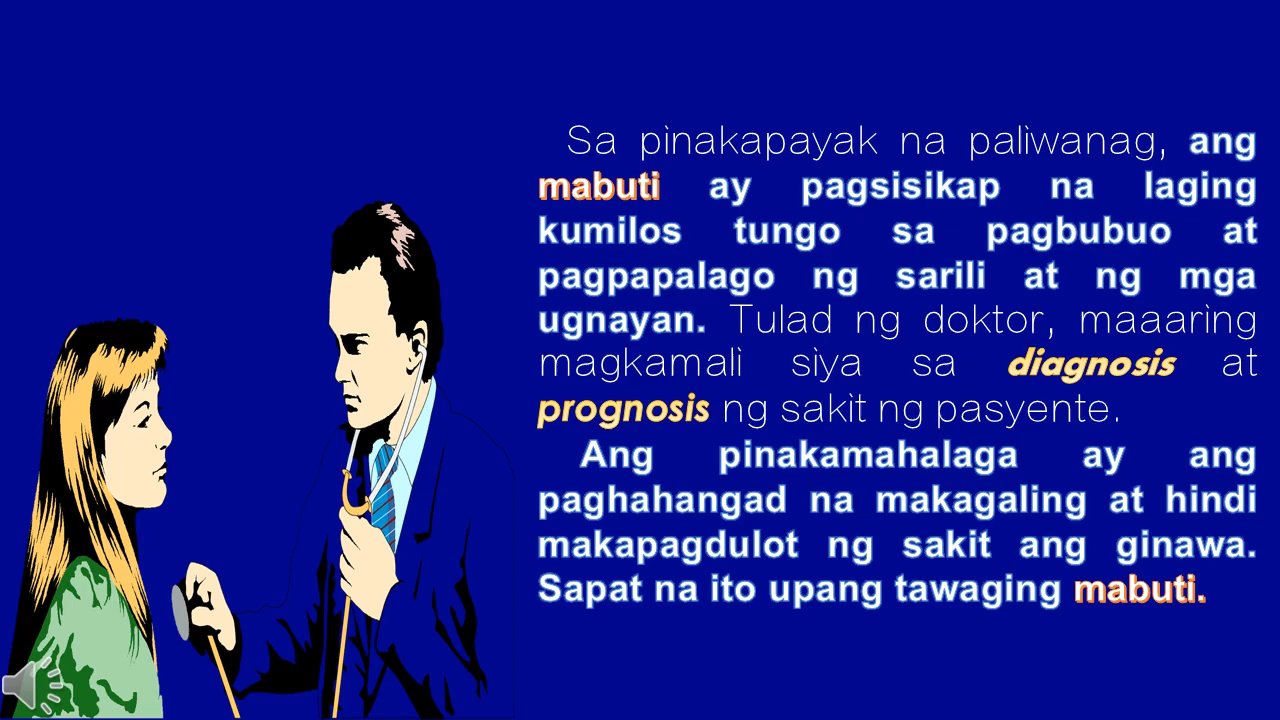 Sa pinakapayak na paliwanag, ang
mabuti ay pagsisikap na laging
kumilos tungo sa pagbubuo at
pagpapalago ng sarili at ng mga
ugnayan. Tulad ng doktor, maaaring
magkamali siya sa diagnosis at
prognosis ng sakit ng pasyente.
Ang pinakamahalaga ay ang
paghahangad na makagaling at hindi
makapagdulot ng sakit ang ginawa.
Sapat na ito upang tawaging mabuti.